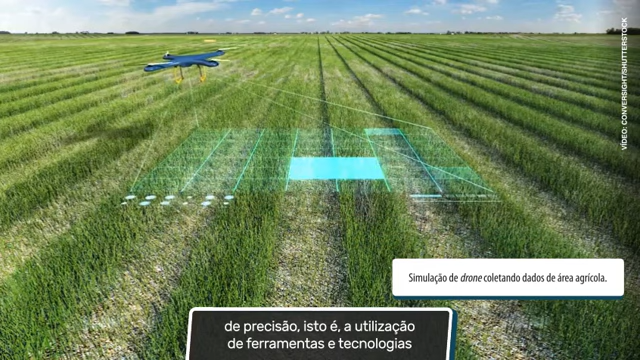 VÍDEO: CONVERSIGHT/SHUTTERSTOCK
Simulação de drone coletando dados de área agrícola.
de precisão, isto é, a utilização
de ferramentas e tecnologias